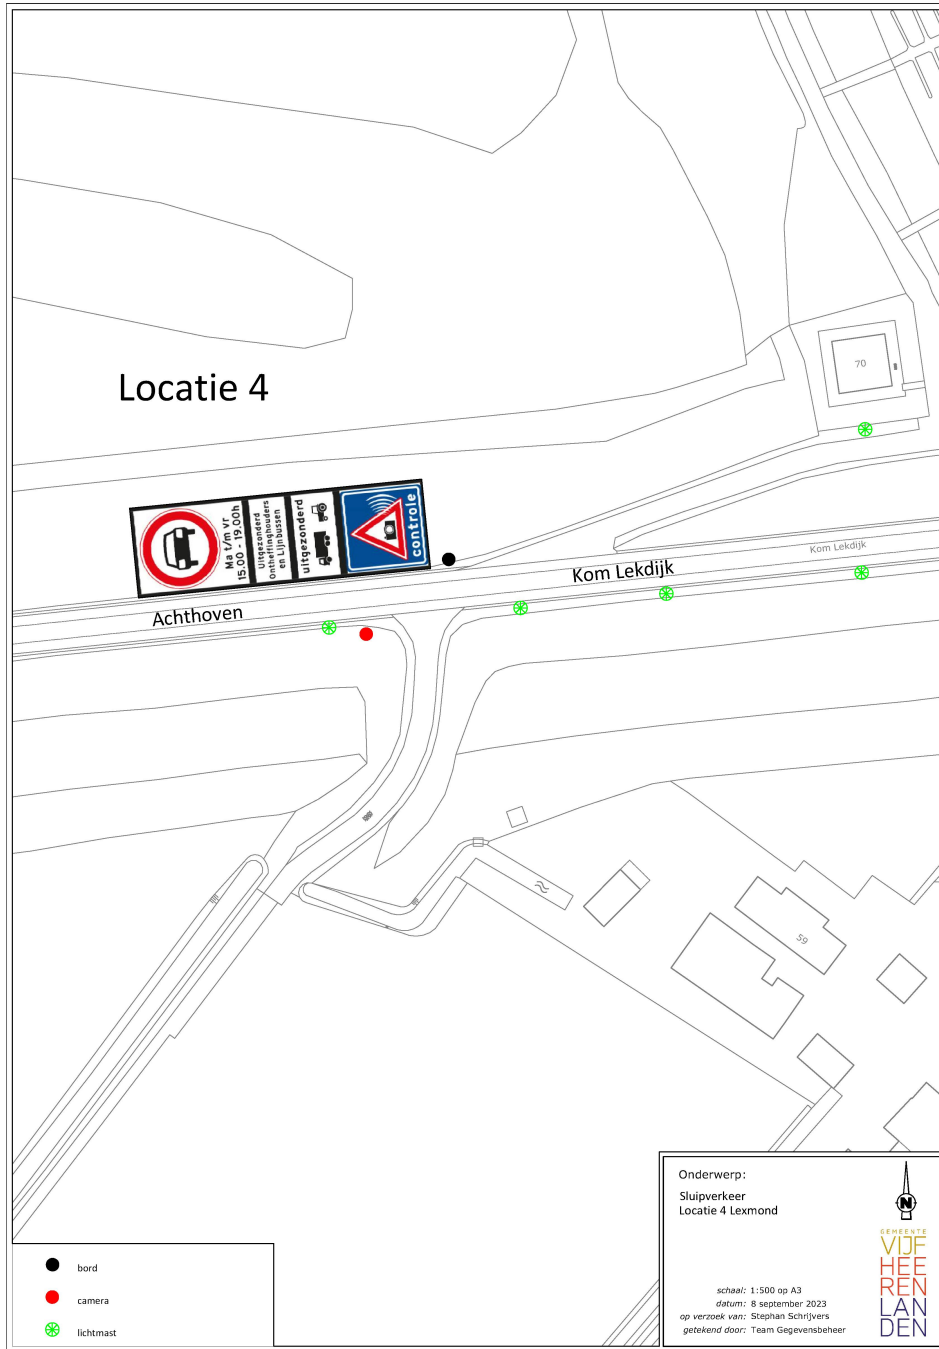 Locatie 4
Ma t/m vr
15.00 - 19.00h
Uitgezonderd
Ontheffinghouders
en Lijnbussen
uitgezonderd
controle
Achthoven
Kom Lekdijk
Kom Lekdijk
70
59
bord
camera
lichtmast
Onderwerp:
Sluipverkeer
Locatie 4 Lexmond
N
schaal: 1:500 op A3
datum: 8 september 2023
op verzoek van: Stephan Schrijvers
getekend door: Team Gegevensbeheer
GEMEENTE
VIJF
HEE
REN
LAN
DEN